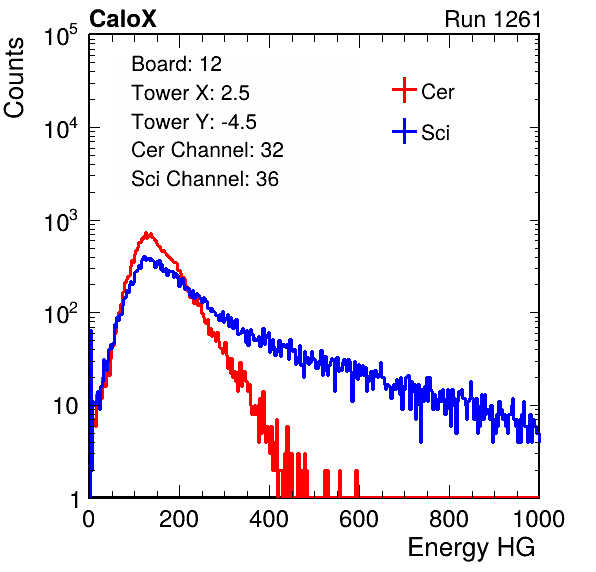 CaloX Run 1261
Counts
10^5
10^4
10^3
10^2
10
1
Board: 12
Tower X: 2.5
Tower Y: -4.5
Cer Channel: 32
Sci Channel: 36
Cer
Sci
0 200 400 600 800 1000
Energy HG